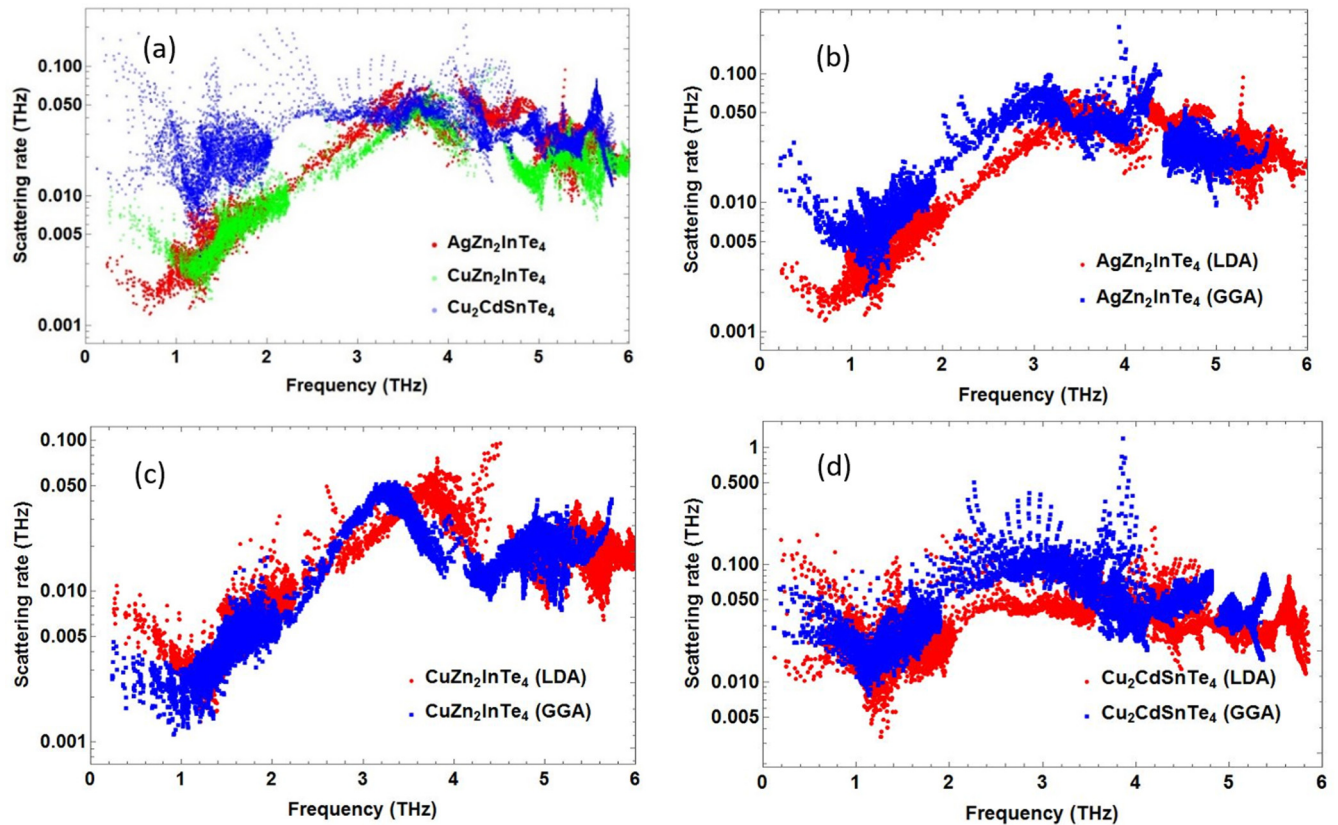 (a)
Scattering rate (THz)
0.100
0.050
0.010
0.005
0.001
AgZn₂InTe₄
CuZn₂InTe₄
Cu₂CdSnTe₄
0 1 2 3 4 5 6
Frequency (THz)
(b)
Scattering rate (THz)
0.100
0.050
0.010
0.005
0.001
AgZn₂InTe₄ (LDA)
AgZn₂InTe₄ (GGA)
0 1 2 3 4 5 6
Frequency (THz)
(c)
Scattering rate (THz)
0.100
0.050
0.010
0.005
0.001
CuZn₂InTe₄ (LDA)
CuZn₂InTe₄ (GGA)
0 1 2 3 4 5 6
Frequency (THz)
(d)
Scattering rate (THz)
1
0.500
0.100
0.050
0.010
0.005
Cu₂CdSnTe₄ (LDA)
Cu₂CdSnTe₄ (GGA)
0 1 2 3 4 5 6
Frequency (THz)